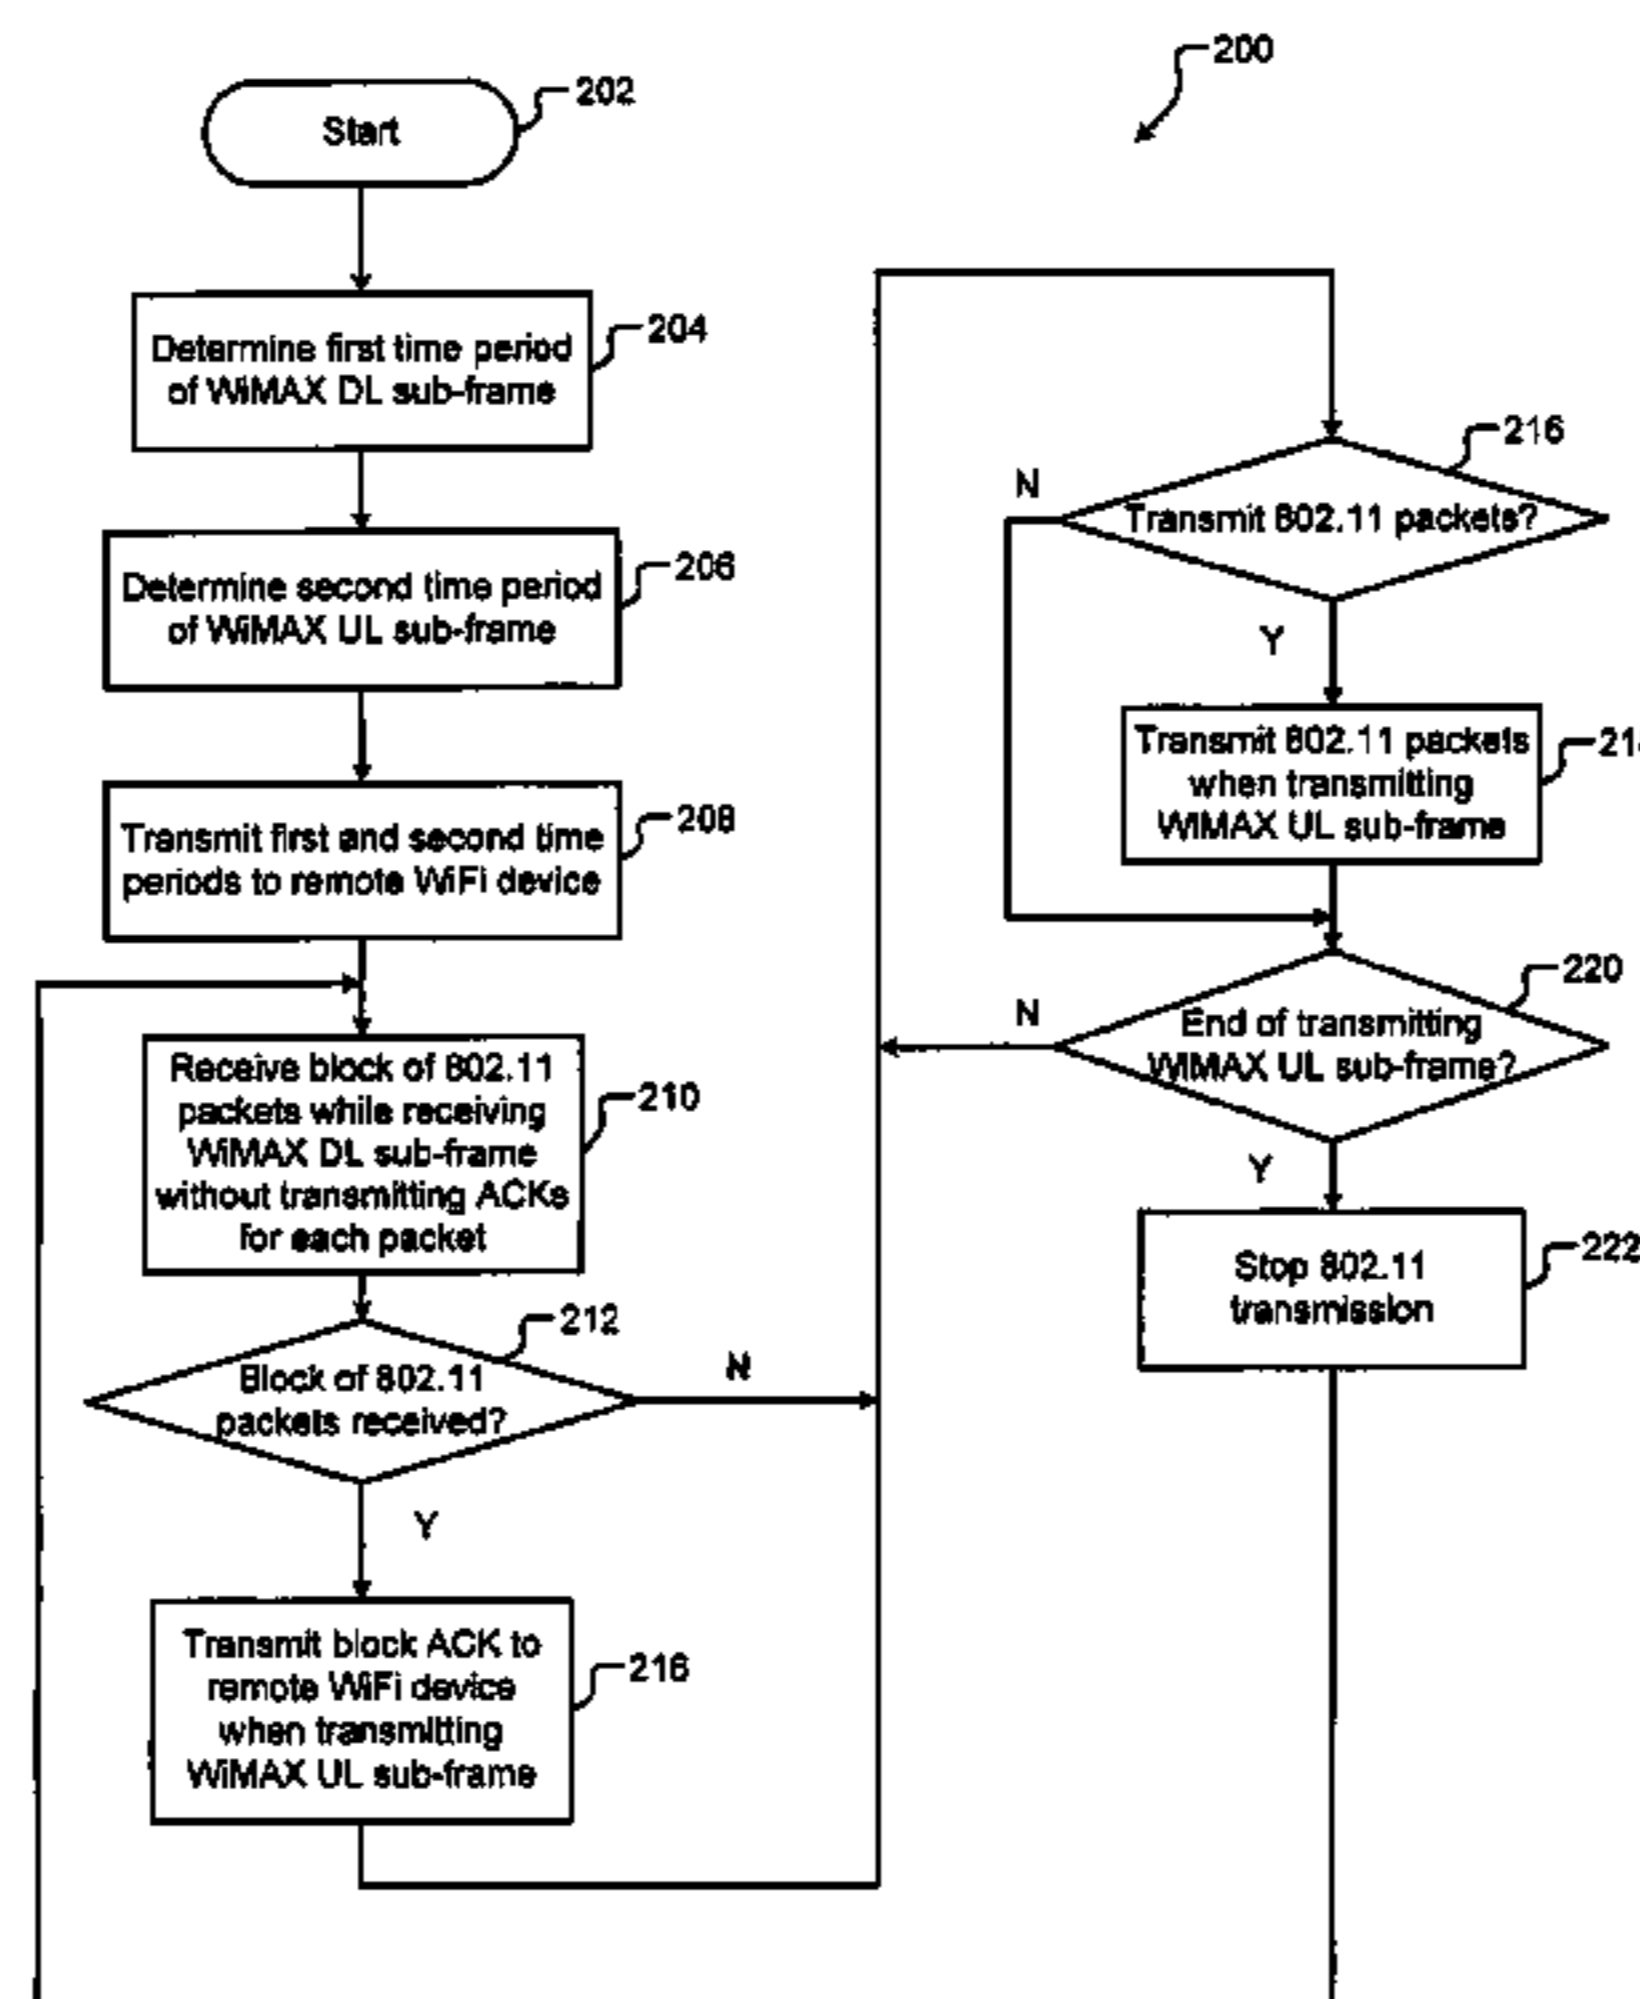 200
Start
202
Determine first time period
of WiMAX DL sub-frame
204
Determine second time period
of WiMAX UL sub-frame
206
Transmit first and second time
periods to remote WiFi device
208
Receive block of 802.11
packets while receiving
WiMAX DL sub-frame
without transmitting ACKs
for each packet
210
Block of 802.11
packets received?
212
N
Y
Transmit block ACK to
remote WiFi device
when transmitting
WiMAX UL sub-frame
216
Transmit 802.11 packets?
216
N
Y
Transmit 802.11 packets
when transmitting
WiMAX UL sub-frame
End of transmitting
WiMAX UL sub-frame?
220
N
Y
Stop 802.11
transmission
222